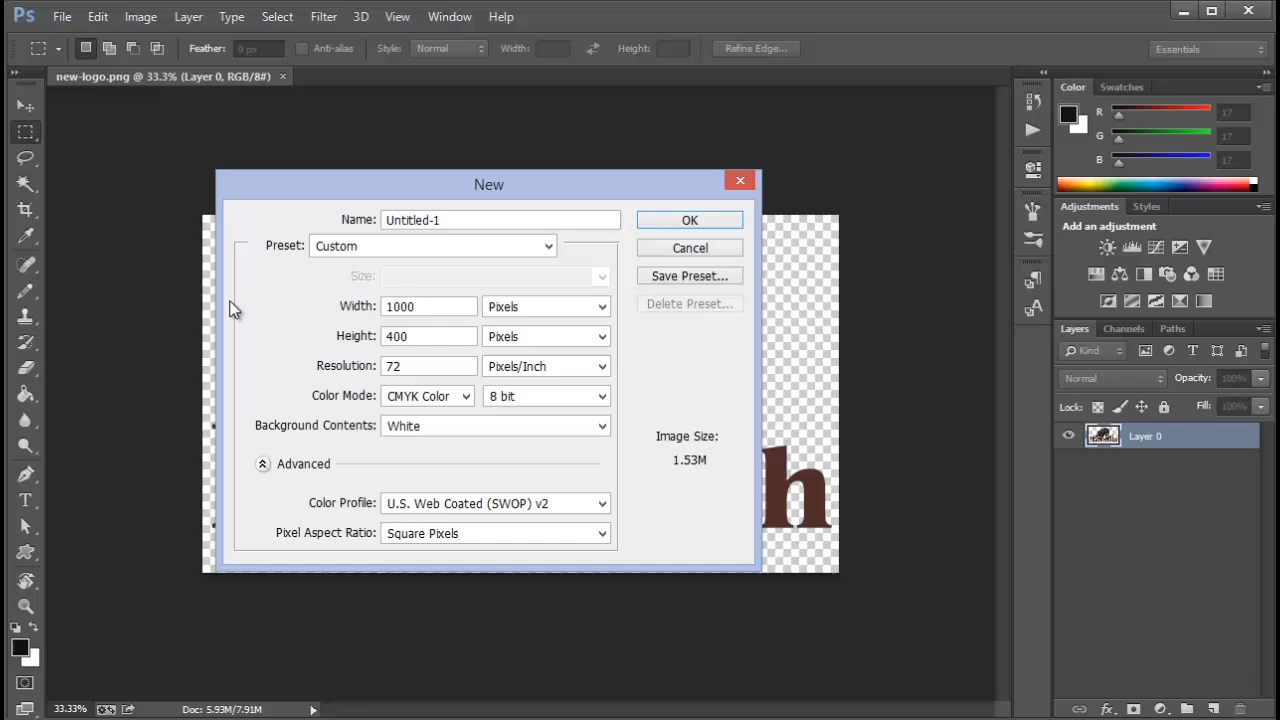 Ps File Edit Image Layer Type Select Filter 3D View Window Help
Feather: 0 px Anti-alias Style: Normal Width: Height: Refine Edge... Essentials
new-logo.png @ 33.3% (Layer 0, RGB/8#) ×
New
Name: Untitled-1 OK
Preset: Custom Cancel
Size: Save Preset...
Width: 1000 Pixels Delete Preset...
Height: 400 Pixels
Resolution: 72 Pixels/Inch
Color Mode: CMYK Color 8 bit
Background Contents: White
Image Size:
1.53M
Advanced
Color Profile: U.S. Web Coated (SWOP) v2
Pixel Aspect Ratio: Square Pixels
h
Color Swatches
R 17
G 17
B 17
Adjustments Styles
Add an adjustment
Layers Channels Paths
Kind
Normal Opacity: 100%
Lock: Fill: 100%
Layer 0
33.33% Doc: 5.93M/7.91M